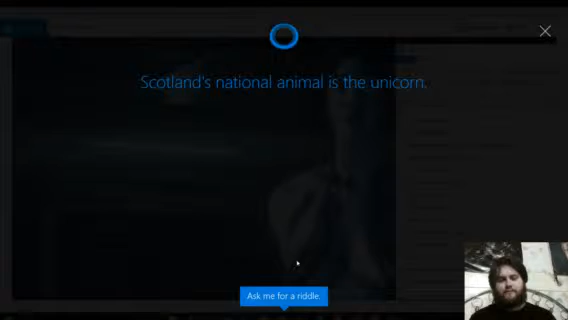 Scotland's national animal is the unicorn.
Ask me for a riddle.